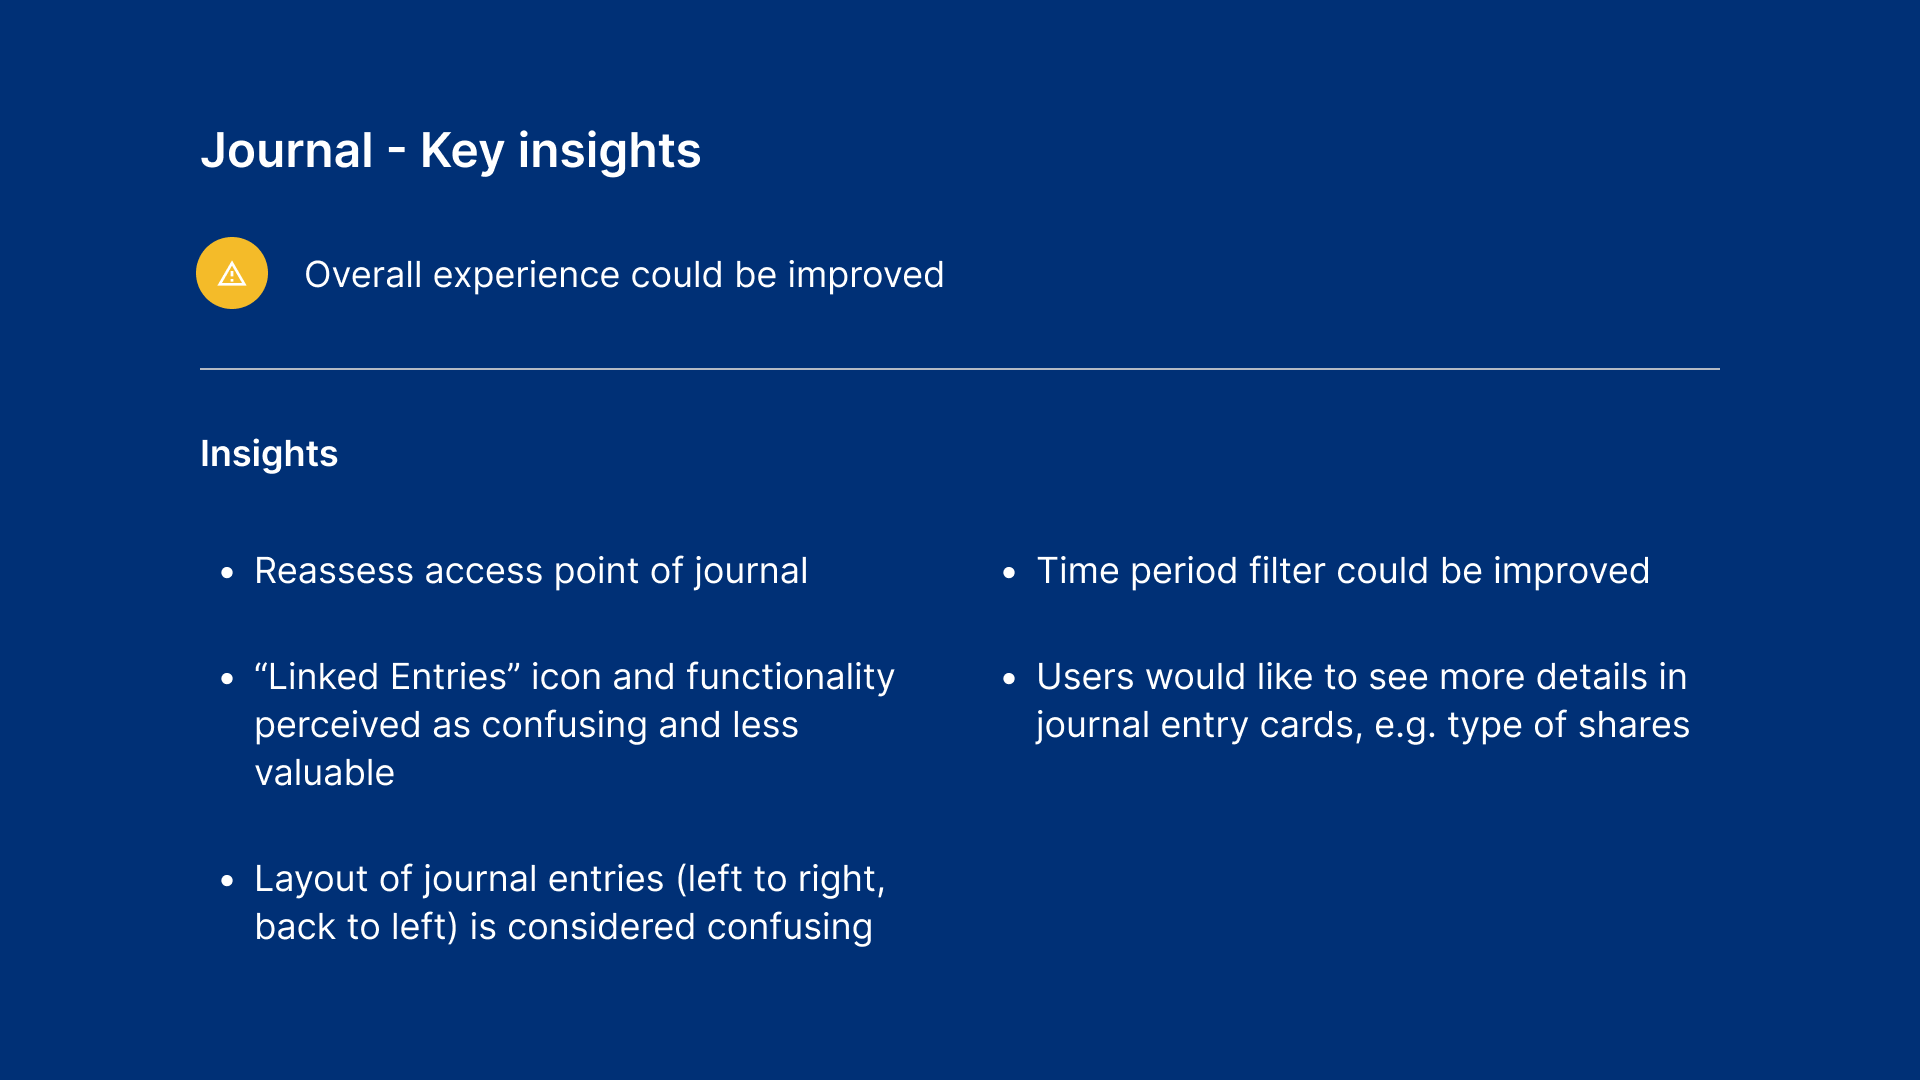 Journal - Key insights
Overall experience could be improved
Insights
• Reassess access point of journal
• “Linked Entries” icon and functionality
perceived as confusing and less
valuable
• Layout of journal entries (left to right,
back to left) is considered confusing
• Time period filter could be improved
• Users would like to see more details in
journal entry cards, e.g. type of shares